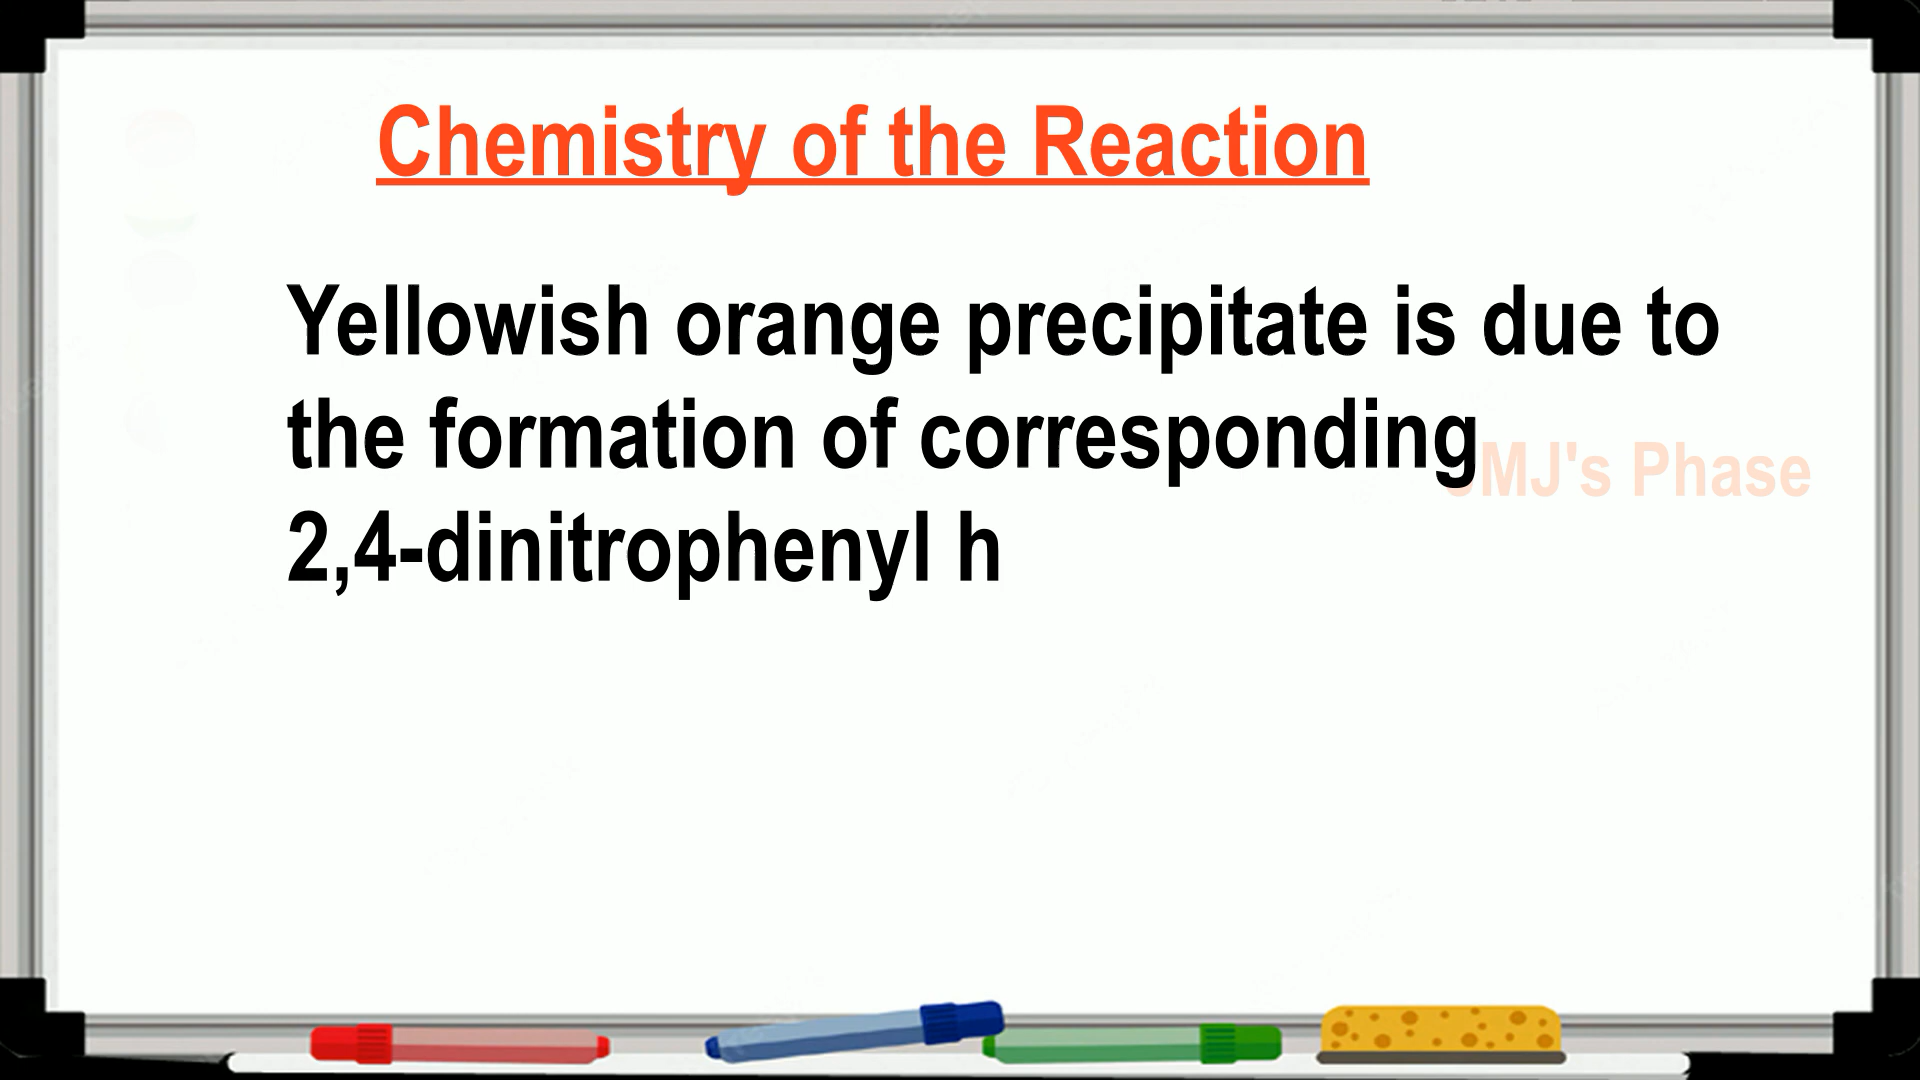 Chemistry of the Reaction
Yellowish orange precipitate is due to
the formation of corresponding
MJ's Phase
2,4-dinitrophenyl h